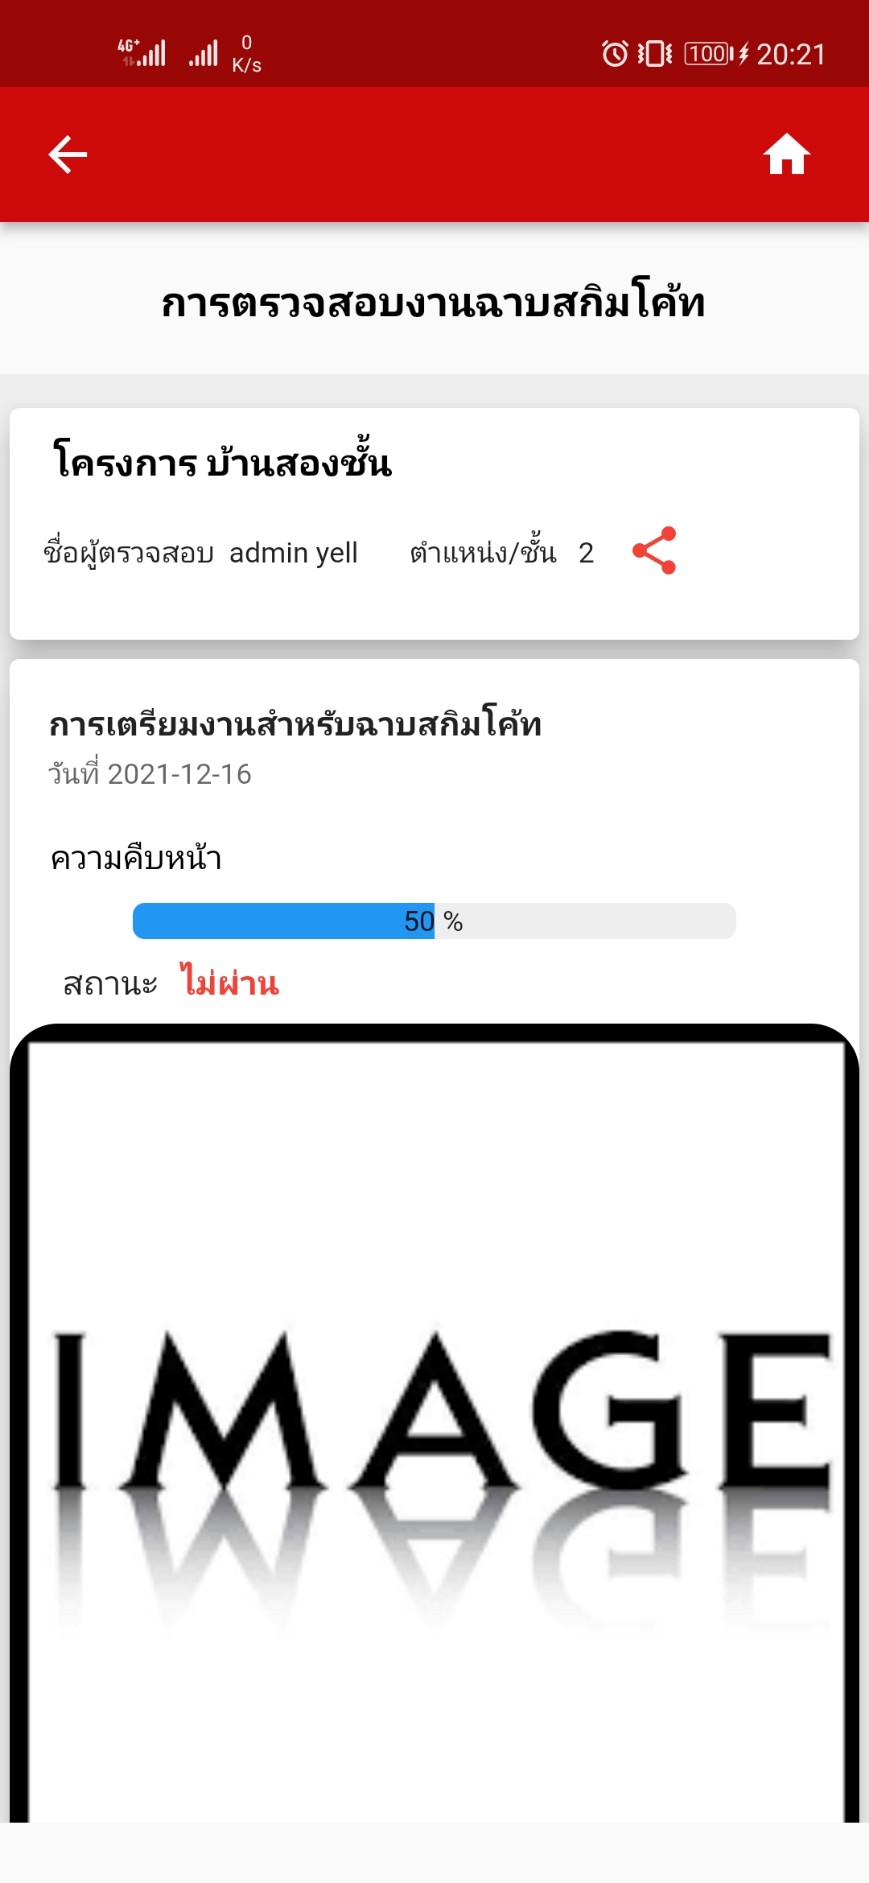 4G+ 0 K/s 100 20:21
การตรวจสอบงานฉาบสกิมโค้ท
โครงการ บ้านสองชั้น
ชื่อผู้ตรวจสอบ admin yell ตำแหน่ง/ชั้น 2
การเตรียมงานสำหรับฉาบสกิมโค้ท
วันที่ 2021-12-16
ความคืบหน้า
50 %
สถานะ ไม่ผ่าน
IMAGE